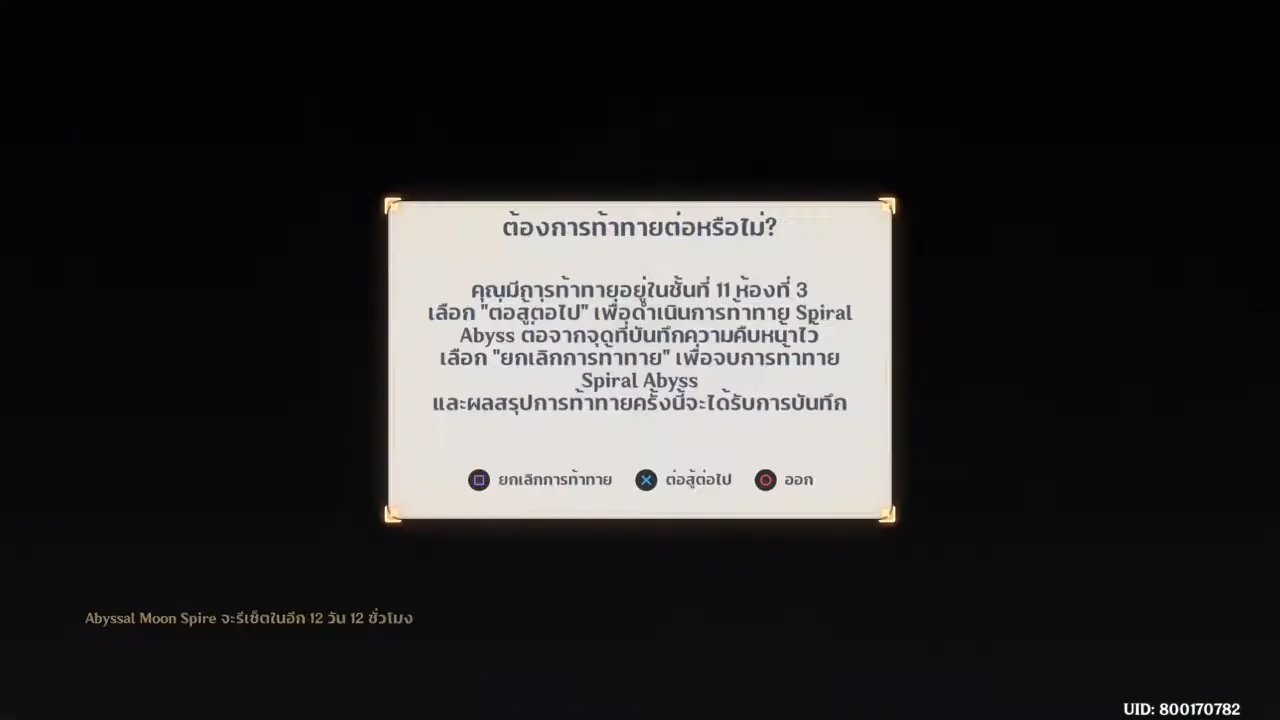 ต้องการท้าทายต่อหรือไม่?
คุณมีการท้าทายอยู่ในชั้นที่ 11 ห้องที่ 3
เลือก "ต่อสู้ต่อไป" เพื่อดำเนินการท้าทาย Spiral
Abyss ต่อจากจุดที่บันทึกความคืบหน้าไว้
เลือก "ยกเลิกการท้าทาย" เพื่อจบการท้าทาย
Spiral Abyss
และผลสรุปการท้าทายครั้งนี้จะได้รับการบันทึก
ยกเลิกการท้าทาย ต่อสู้ต่อไป ออก
Abyssal Moon Spire จะรีเซ็ตในอีก 12 วัน 12 ชั่วโมง
UID: 800170782